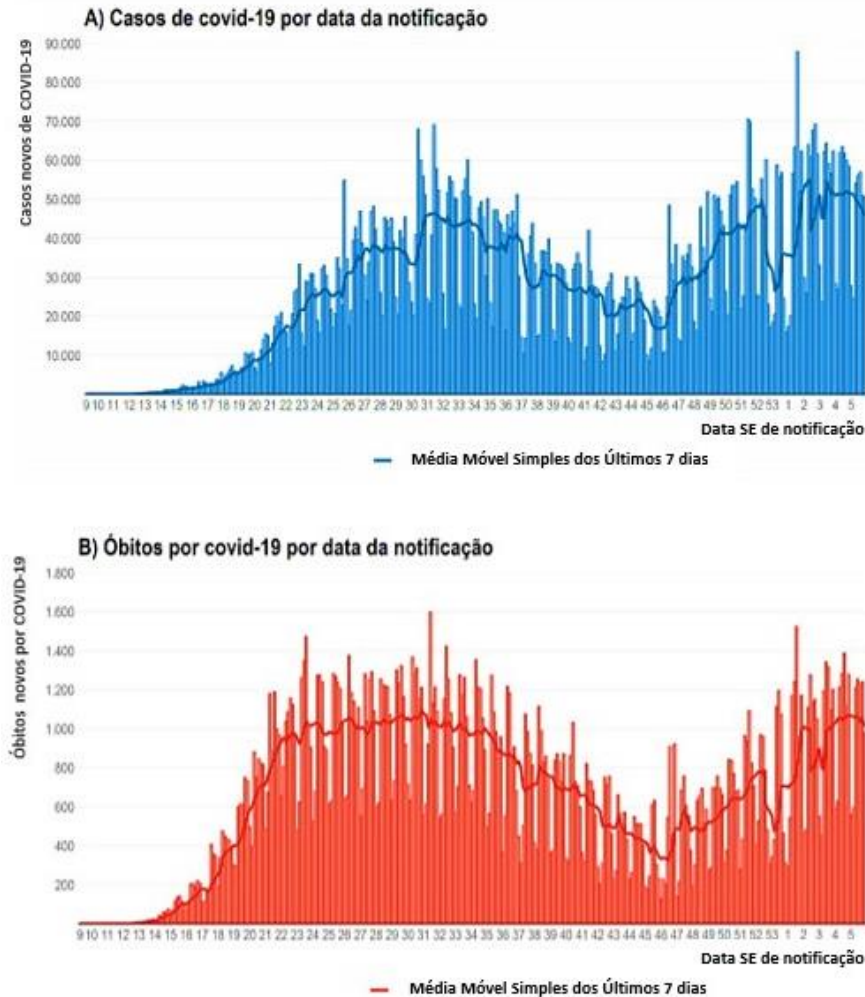 A) Casos de covid-19 por data da notificação
Casos novos de COVID-19
90.000
80.000
70.000
60.000
50.000
40.000
30.000
20.000
10.000
9 10 11 12 13 14 15 16 17 18 19 20 21 22 23 24 25 26 27 28 29 30 31 32 33 34 35 36 37 38 39 40 41 42 43 44 45 46 47 48 49 50 51 52 53 1 2 3 4 5
Data SE de notificação
Média Móvel Simples dos Últimos 7 dias
B) Óbitos por covid-19 por data da notificação
Óbitos novos por COVID-19
1.800
1.600
1.400
1.200
1.000
800
600
400
200
9 10 11 12 13 14 15 16 17 18 19 20 21 22 23 24 25 26 27 28 29 30 31 32 33 34 35 36 37 38 39 40 41 42 43 44 45 46 47 48 49 50 51 52 53 1 2 3 4 5
Data SE de notificação
Média Móvel Simples dos Últimos 7 dias